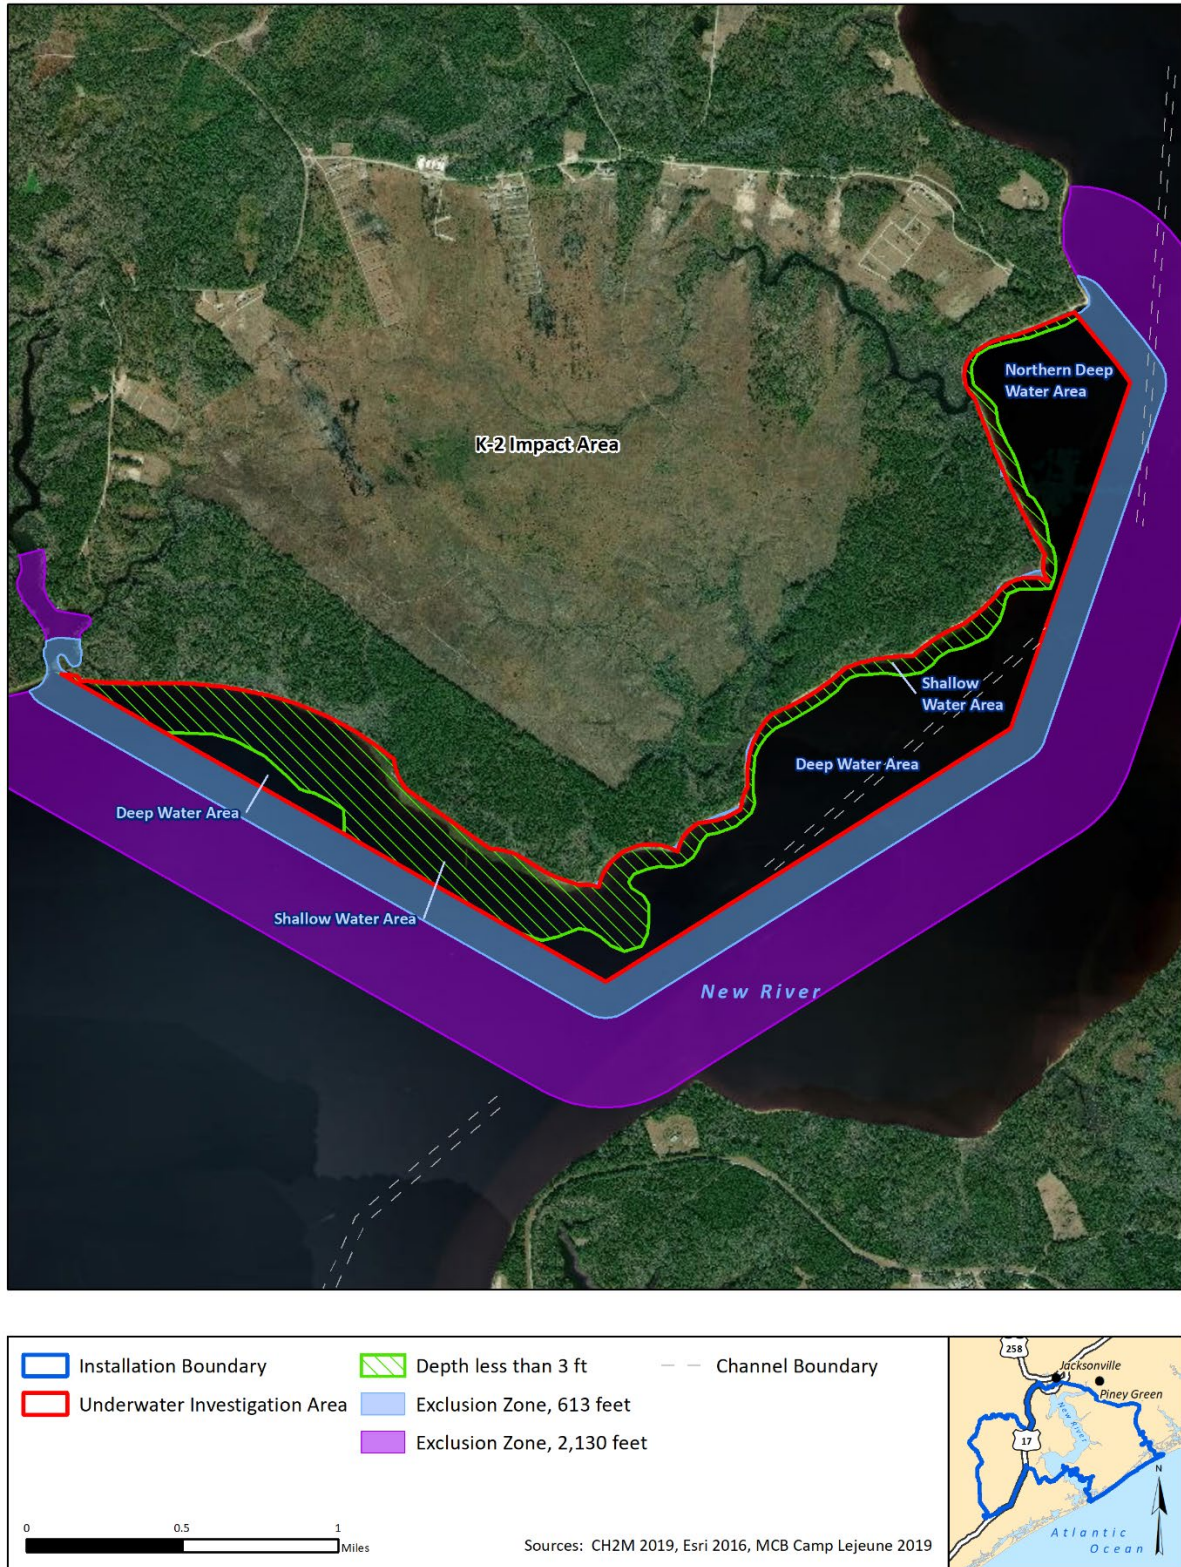 Northern Deep
Water Area
K-2 Impact Area
Shallow
Water Area
Deep Water Area
Deep Water Area
Shallow Water Area
New River
Installation Boundary
Underwater Investigation Area
Depth less than 3 ft
Exclusion Zone, 613 feet
Exclusion Zone, 2,130 feet
Channel Boundary
0 0.5 1
Miles
Sources: CH2M 2019, Esri 2016, MCB Camp Lejeune 2019
258
Jacksonville
Piney Green
New River
17
N
Atlantic
Ocean